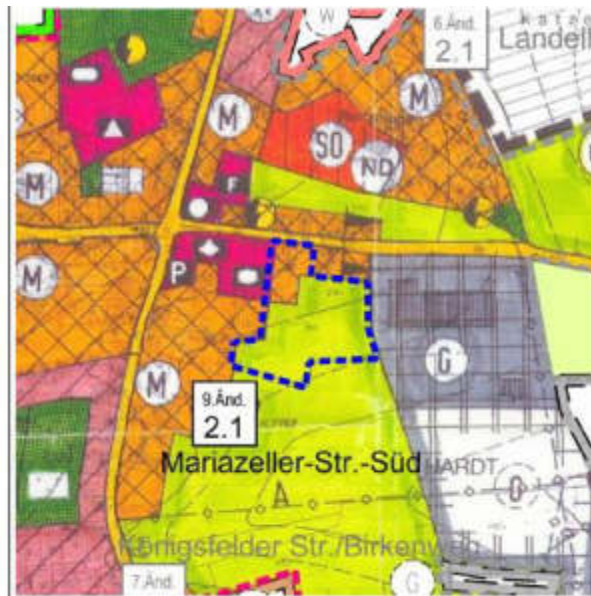 W
6.Änd.
2.1
Landell
M
M
SO
ND
M
F
M
P
G
M
9.Änd.
2.1
Mariazeller-Str.-Süd
HARDT
A
G
Königsfelder Str./Birkenweg
7.Änd.
G